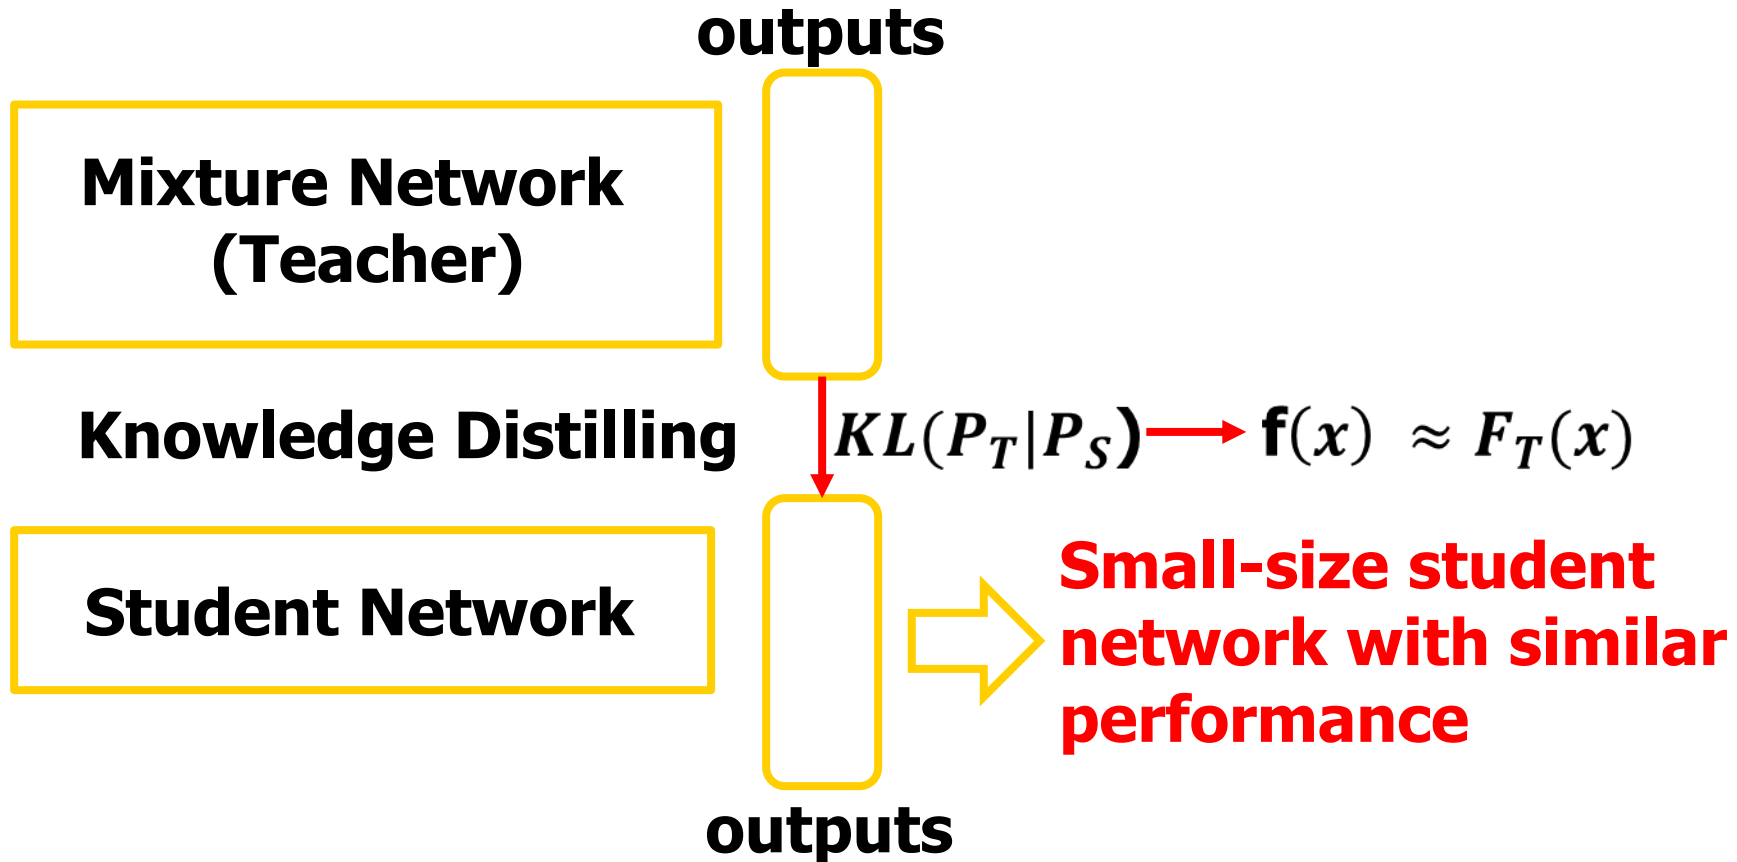 outputs
Mixture Network
(Teacher)
Knowledge Distilling
KL(P_T|P_S) f(x) ≈ F_T(x)
Student Network
Small-size student
network with similar
performance
outputs